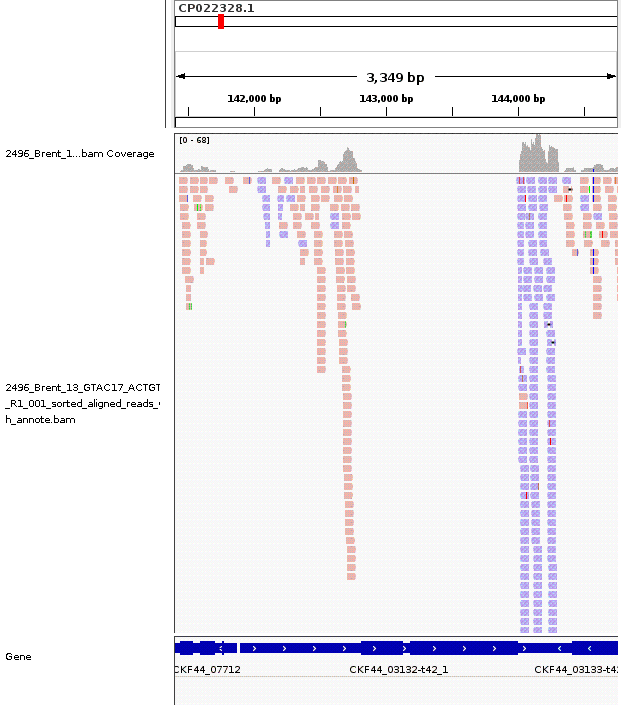 CP022328.1
3,349 bp
142,000 bp
143,000 bp
144,000 bp
[0 - 68]
2496_Brent_1...bam Coverage
2496_Brent_13_GTAC17_ACTGT
_R1_001_sorted_aligned_reads_
h_annote.bam
Gene
CKF44_07712
CKF44_03132-t42_1
CKF44_03133-t42